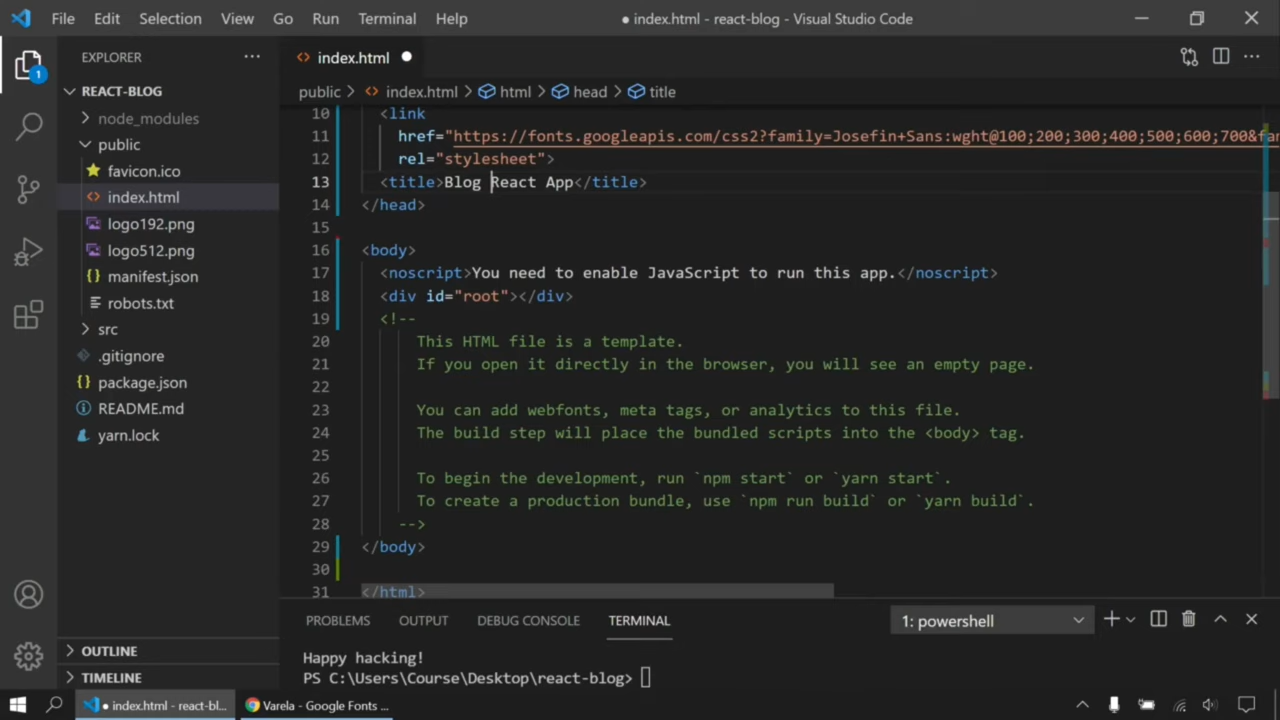 File Edit Selection View Go Run Terminal Help ● index.html - react-blog - Visual Studio Code
EXPLORER ···
index.html
REACT-BLOG
public > index.html > html > head > title
node_modules
public
favicon.ico
index.html
logo192.png
logo512.png
manifest.json
robots.txt
src
.gitignore
package.json
README.md
yarn.lock
OUTLINE
TIMELINE
1
10 <link
11 href="https://fonts.googleapis.com/css2?family=Josefin+Sans:wght@100;200;300;400;500;600;700&fam
12 rel="stylesheet">
13 <title>Blog React App</title>
14 </head>
15
16 <body>
17 <noscript>You need to enable JavaScript to run this app.</noscript>
18 <div id="root"></div>
19 <!--
20 This HTML file is a template.
21 If you open it directly in the browser, you will see an empty page.
22
23 You can add webfonts, meta tags, or analytics to this file.
24 The build step will place the bundled scripts into the <body> tag.
25
26 To begin the development, run `npm start` or `yarn start`.
27 To create a production bundle, use `npm run build` or `yarn build`.
28 -->
29 </body>
30
31 </html>
PROBLEMS OUTPUT DEBUG CONSOLE TERMINAL 1: powershell
Happy hacking!
PS C:\Users\Course\Desktop\react-blog>
● index.html - react-bl... Varela - Google Fonts ...